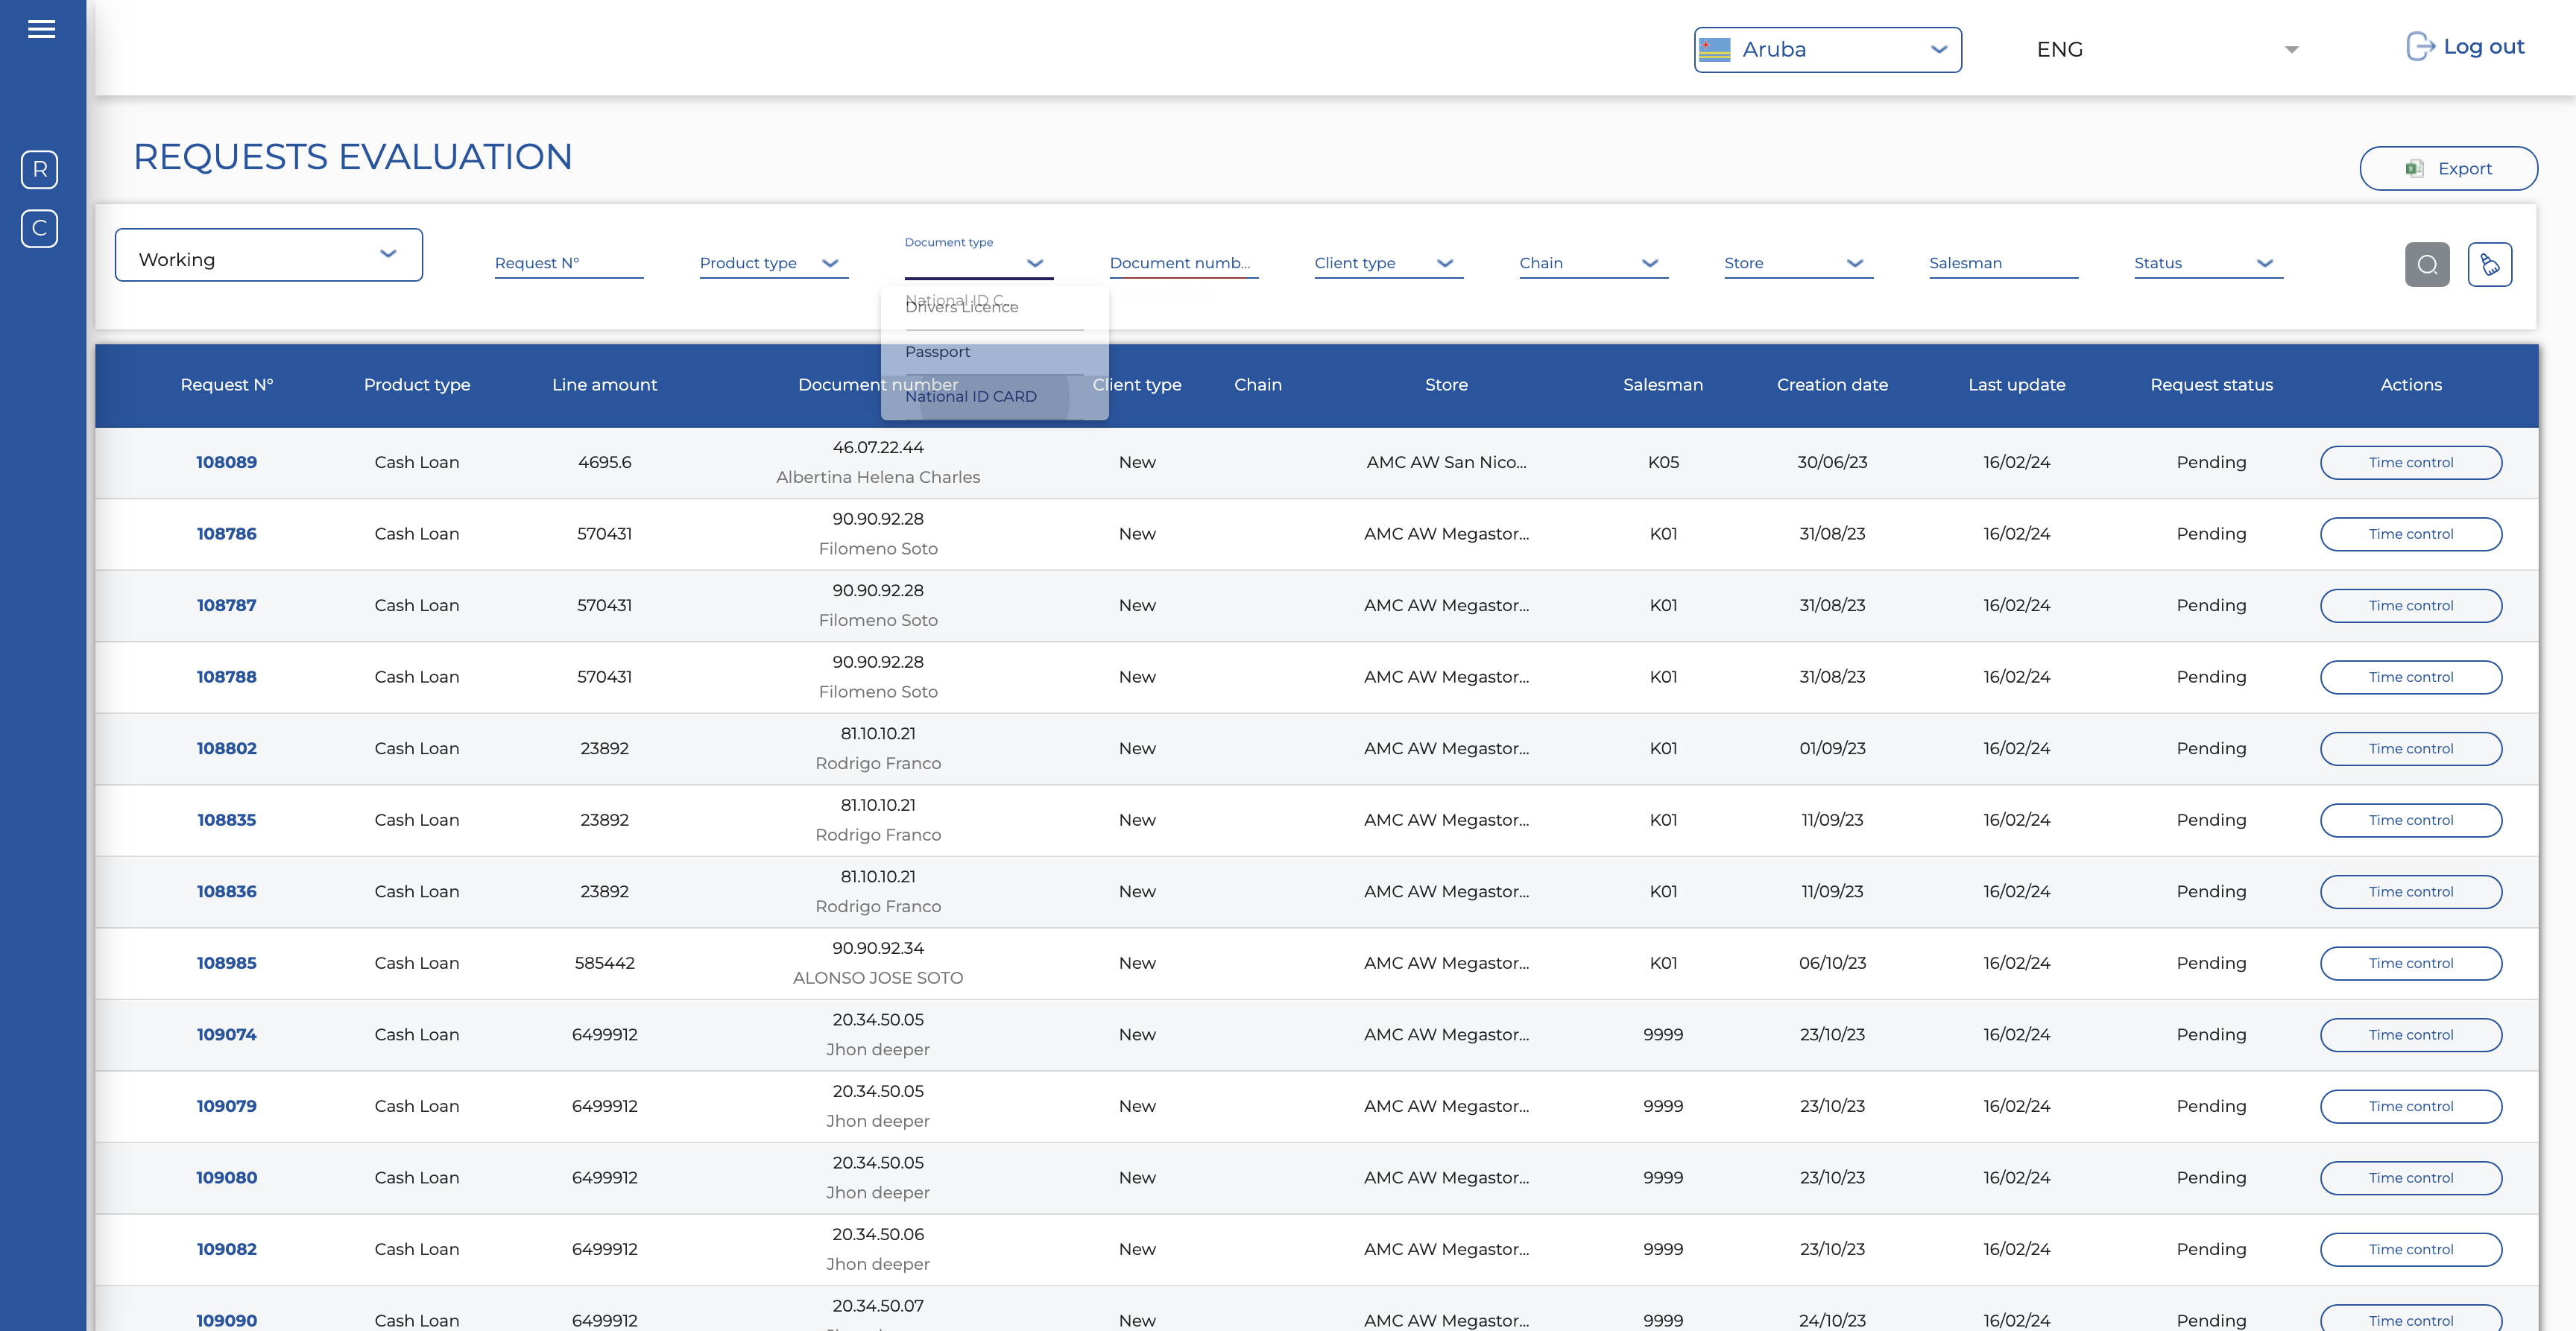 Aruba
ENG
Log out
R
C
REQUESTS EVALUATION
Export
Working
Request N°
Product type
Document type
Document numb...
Client type
Chain
Store
Salesman
Status
National ID C...
Drivers Licence
Passport
National ID CARD
Request N° Product type Line amount Document number Client type Chain Store Salesman Creation date Last update Request status Actions
108089 Cash Loan 4695.6 46.07.22.44 New AMC AW San Nico... K05 30/06/23 16/02/24 Pending Time control
Albertina Helena Charles
108786 Cash Loan 570431 90.90.92.28 New AMC AW Megastor... K01 31/08/23 16/02/24 Pending Time control
Filomeno Soto
108787 Cash Loan 570431 90.90.92.28 New AMC AW Megastor... K01 31/08/23 16/02/24 Pending Time control
Filomeno Soto
108788 Cash Loan 570431 90.90.92.28 New AMC AW Megastor... K01 31/08/23 16/02/24 Pending Time control
Filomeno Soto
108802 Cash Loan 23892 81.10.10.21 New AMC AW Megastor... K01 01/09/23 16/02/24 Pending Time control
Rodrigo Franco
108835 Cash Loan 23892 81.10.10.21 New AMC AW Megastor... K01 11/09/23 16/02/24 Pending Time control
Rodrigo Franco
108836 Cash Loan 23892 81.10.10.21 New AMC AW Megastor... K01 11/09/23 16/02/24 Pending Time control
Rodrigo Franco
108985 Cash Loan 585442 90.90.92.34 New AMC AW Megastor... K01 06/10/23 16/02/24 Pending Time control
ALONSO JOSE SOTO
109074 Cash Loan 6499912 20.34.50.05 New AMC AW Megastor... 9999 23/10/23 16/02/24 Pending Time control
Jhon deeper
109079 Cash Loan 6499912 20.34.50.05 New AMC AW Megastor... 9999 23/10/23 16/02/24 Pending Time control
Jhon deeper
109080 Cash Loan 6499912 20.34.50.05 New AMC AW Megastor... 9999 23/10/23 16/02/24 Pending Time control
Jhon deeper
109082 Cash Loan 6499912 20.34.50.06 New AMC AW Megastor... 9999 23/10/23 16/02/24 Pending Time control
Jhon deeper
109090 Cash Loan 6499912 20.34.50.07 New AMC AW Megastor... 9999 24/10/23 16/02/24 Pending Time control